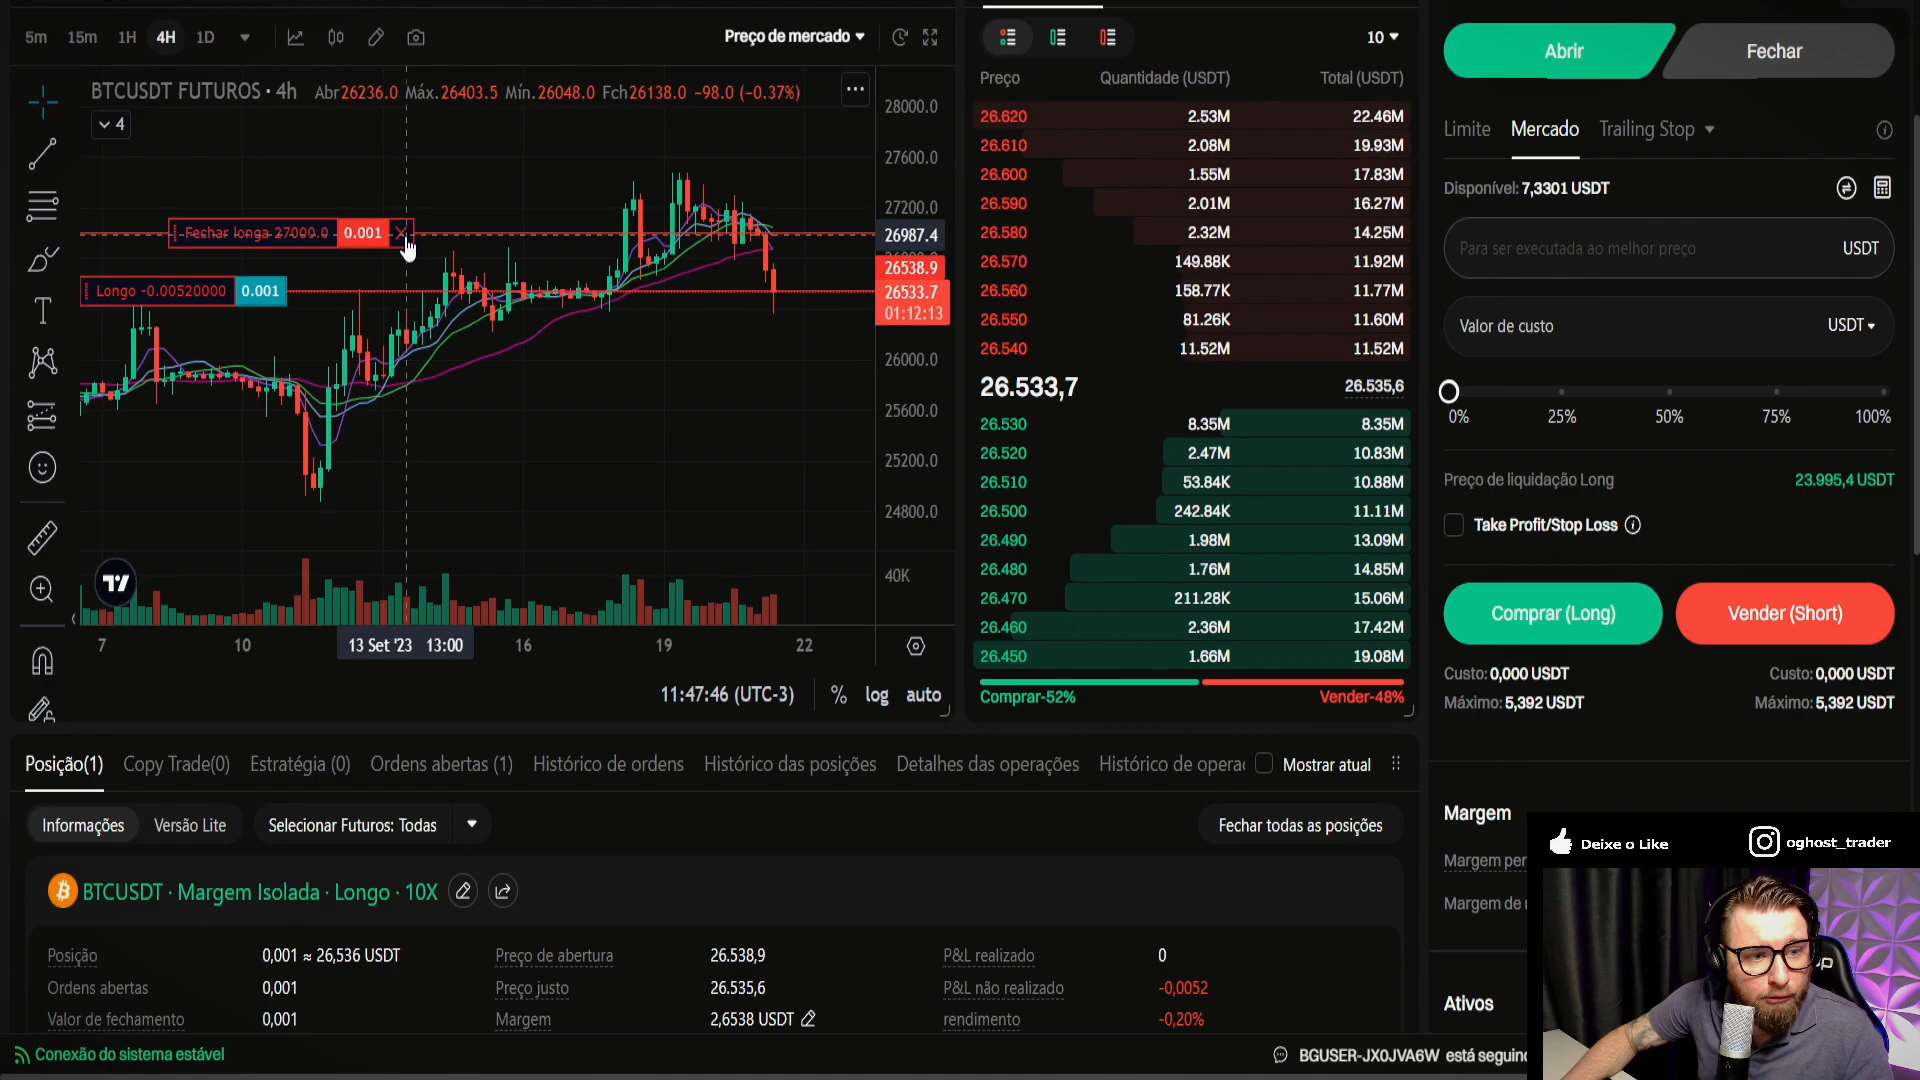 5m 15m 1H 4H 1D
Preço de mercado
BTCUSDT FUTUROS · 4h Abr26236.0 Máx.26403.5 Mín.26048.0 Fch26138.0 −98.0 (−0.37%)
4
28000.0
27600.0
27200.0
26987.4
26538.9
26533.7
01:12:13
26000.0
25600.0
25200.0
24800.0
40K
Fechar longa 27000.0 0.001
Longo -0.00520000 0.001
7 10 13 Set '23 13:00 16 19 22
11:47:46 (UTC-3) % log auto
10
Preço Quantidade (USDT) Total (USDT)
26.620 2.53M 22.46M
26.610 2.08M 19.93M
26.600 1.55M 17.83M
26.590 2.01M 16.27M
26.580 2.32M 14.25M
26.570 149.88K 11.92M
26.560 158.77K 11.77M
26.550 81.26K 11.60M
26.540 11.52M 11.52M
26.533,7 26.535,6
26.530 8.35M 8.35M
26.520 2.47M 10.83M
26.510 53.84K 10.88M
26.500 242.84K 11.11M
26.490 1.98M 13.09M
26.480 1.76M 14.85M
26.470 211.28K 15.06M
26.460 2.36M 17.42M
26.450 1.66M 19.08M
Comprar-52% Vender-48%
Abrir Fechar
Limite Mercado Trailing Stop
Disponível: 7,3301 USDT
Para ser executada ao melhor preço USDT
Valor de custo USDT
0% 25% 50% 75% 100%
Preço de liquidação Long 23.995,4 USDT
Take Profit/Stop Loss
Comprar (Long) Vender (Short)
Custo: 0,000 USDT Custo: 0,000 USDT
Máximo: 5,392 USDT Máximo: 5,392 USDT
Margem
Margem per
Margem de
Ativos
Posição(1) Copy Trade(0) Estratégia (0) Ordens abertas (1) Histórico de ordens Histórico das posições Detalhes das operações Histórico de opera Mostrar atual
Informações Versão Lite Selecionar Futuros: Todas Fechar todas as posições
BTCUSDT · Margem Isolada · Longo · 10X
Posição 0,001 ≈ 26,536 USDT Preço de abertura 26.538,9 P&L realizado 0
Ordens abertas 0,001 Preço justo 26.535,6 P&L não realizado -0,0052
Valor de fechamento 0,001 Margem 2,6538 USDT rendimento -0,20%
Conexão do sistema estável BGUSER-JX0JVA6W está seguin
Deixe o Like oghost_trader